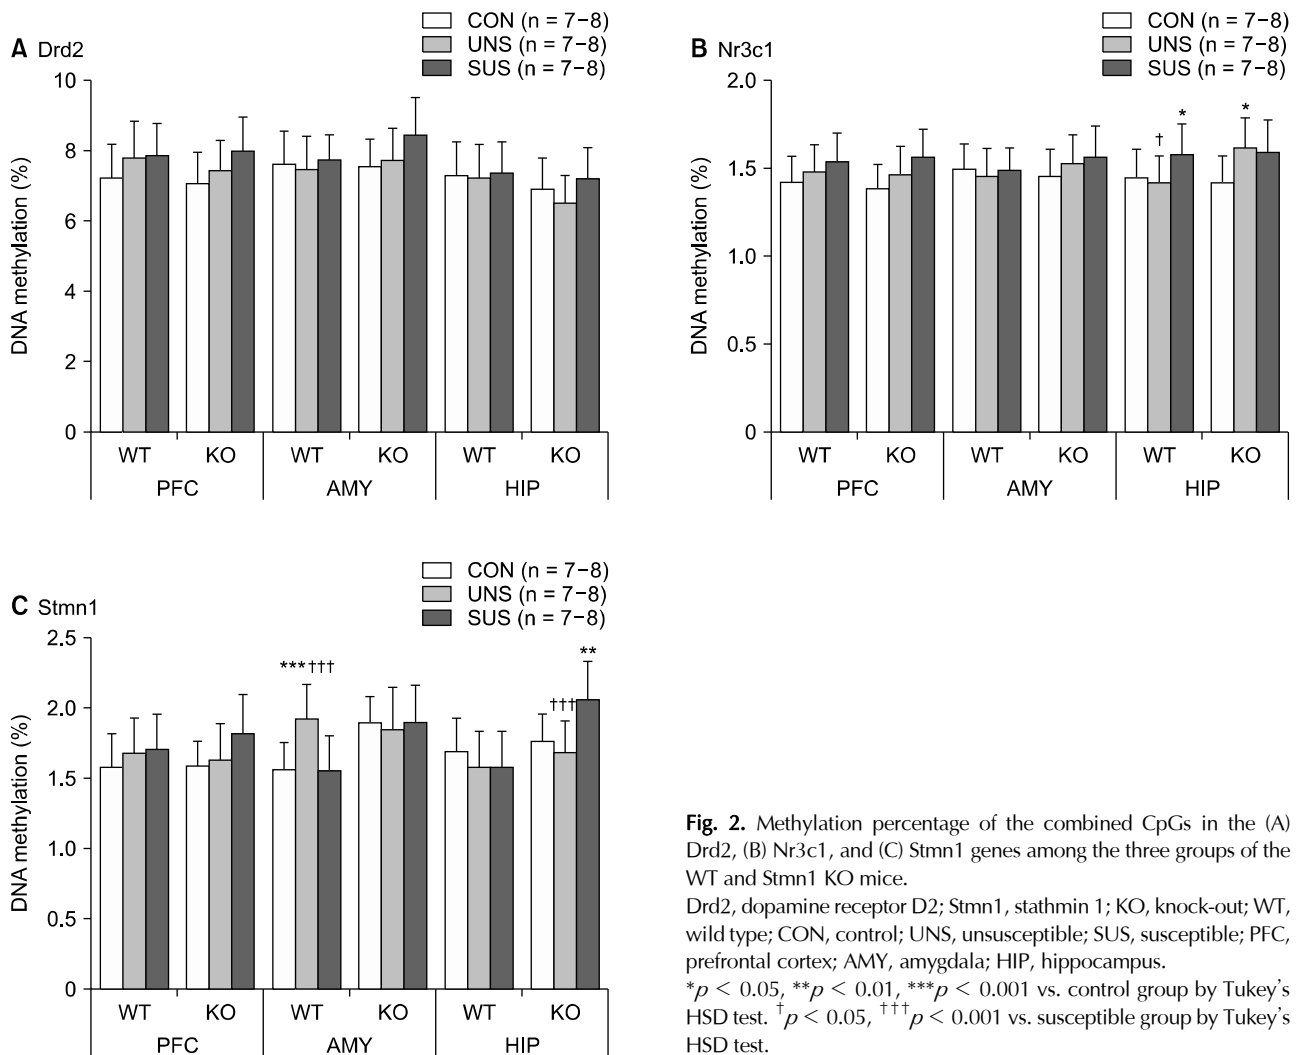 A Drd2
CON (n = 7–8)
UNS (n = 7–8)
SUS (n = 7–8)
DNA methylation (%)
10
8
6
4
2
0
WT KO WT KO WT KO
PFC AMY HIP
B Nr3c1
CON (n = 7–8)
UNS (n = 7–8)
SUS (n = 7–8)
DNA methylation (%)
2.0
1.5
1.0
0.5
0
† * *
WT KO WT KO WT KO
PFC AMY HIP
C Stmn1
CON (n = 7–8)
UNS (n = 7–8)
SUS (n = 7–8)
DNA methylation (%)
2.5
2.0
1.5
1.0
0.5
0
***††† ††† **
WT KO WT KO WT KO
PFC AMY HIP
Fig. 2. Methylation percentage of the combined CpGs in the (A)
Drd2, (B) Nr3c1, and (C) Stmn1 genes among the three groups of the
WT and Stmn1 KO mice.
Drd2, dopamine receptor D2; Stmn1, stathmin 1; KO, knock-out; WT,
wild type; CON, control; UNS, unsusceptible; SUS, susceptible; PFC,
prefrontal cortex; AMY, amygdala; HIP, hippocampus.
*p < 0.05, **p < 0.01, ***p < 0.001 vs. control group by Tukey's
HSD test. †p < 0.05, †††p < 0.001 vs. susceptible group by Tukey's
HSD test.